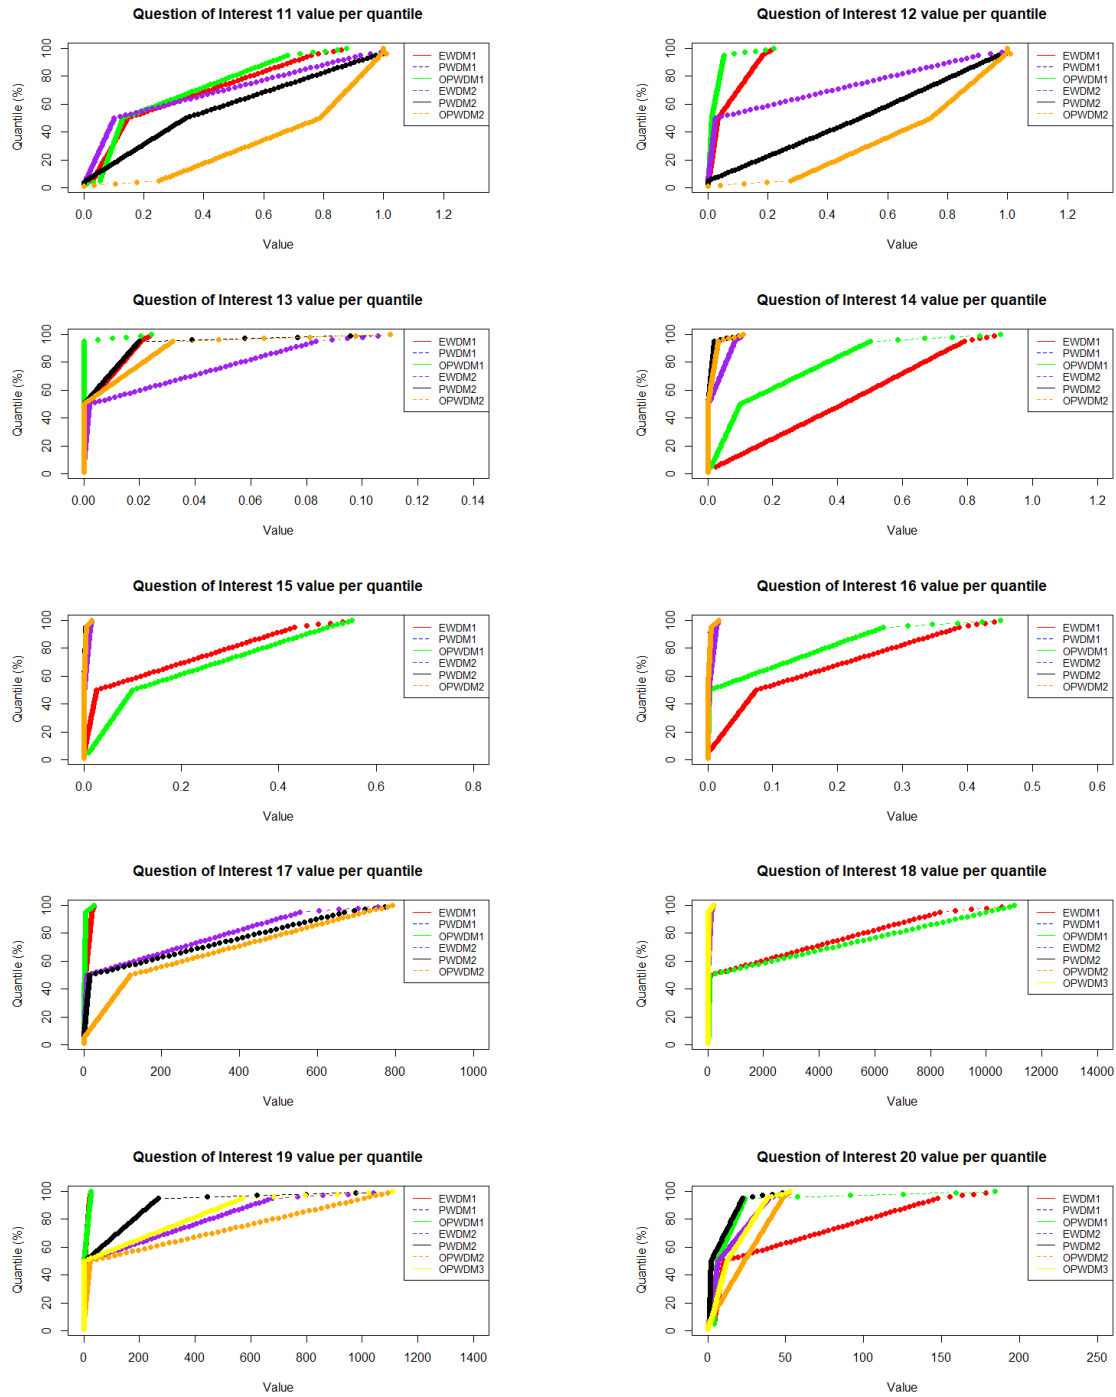 Question of Interest 11 value per quantile
Quantile (%)
100
80
60
40
20
0
0.0 0.2 0.4 0.6 0.8 1.0 1.2
Value
EWDM1
PWDM1
OPWDM1
EWDM2
PWDM2
OPWDM2
Question of Interest 12 value per quantile
Quantile (%)
100
80
60
40
20
0
0.0 0.2 0.4 0.6 0.8 1.0 1.2
Value
EWDM1
PWDM1
OPWDM1
EWDM2
PWDM2
OPWDM2
Question of Interest 13 value per quantile
Quantile (%)
100
80
60
40
20
0
0.00 0.02 0.04 0.06 0.08 0.10 0.12 0.14
Value
EWDM1
PWDM1
OPWDM1
EWDM2
PWDM2
OPWDM2
Question of Interest 14 value per quantile
Quantile (%)
100
80
60
40
20
0
0.0 0.2 0.4 0.6 0.8 1.0 1.2
Value
EWDM1
PWDM1
OPWDM1
EWDM2
PWDM2
OPWDM2
Question of Interest 15 value per quantile
Quantile (%)
100
80
60
40
20
0
0.0 0.2 0.4 0.6 0.8
Value
EWDM1
PWDM1
OPWDM1
EWDM2
PWDM2
OPWDM2
Question of Interest 16 value per quantile
Quantile (%)
100
80
60
40
20
0
0.0 0.1 0.2 0.3 0.4 0.5 0.6
Value
EWDM1
PWDM1
OPWDM1
EWDM2
PWDM2
OPWDM2
Question of Interest 17 value per quantile
Quantile (%)
100
80
60
40
20
0
0 200 400 600 800 1000
Value
EWDM1
PWDM1
OPWDM1
EWDM2
PWDM2
OPWDM2
Question of Interest 18 value per quantile
Quantile (%)
100
80
60
40
20
0
0 2000 4000 6000 8000 10000 12000 14000
Value
EWDM1
PWDM1
OPWDM1
EWDM2
PWDM2
OPWDM2
OPWDM3
Question of Interest 19 value per quantile
Quantile (%)
100
80
60
40
20
0
0 200 400 600 800 1000 1200 1400
Value
EWDM1
PWDM1
OPWDM1
EWDM2
PWDM2
OPWDM2
OPWDM3
Question of Interest 20 value per quantile
Quantile (%)
100
80
60
40
20
0
0 50 100 150 200 250
Value
EWDM1
PWDM1
OPWDM1
EWDM2
PWDM2
OPWDM2
OPWDM3